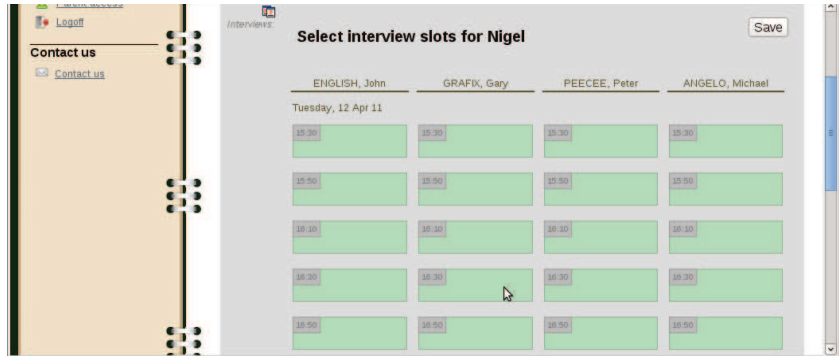 Parent access
Logoff
Contact us
Contact us
Interviews:
Select interview slots for Nigel
Save
ENGLISH, John GRAFIX, Gary PEECEE, Peter ANGELO, Michael
Tuesday, 12 Apr 11
15:30 15:30 15:30 15:30
15:50 15:50 15:50 15:50
16:10 16:10 16:10 16:10
16:30 16:30 16:30 16:30
16:50 16:50 16:50 16:50